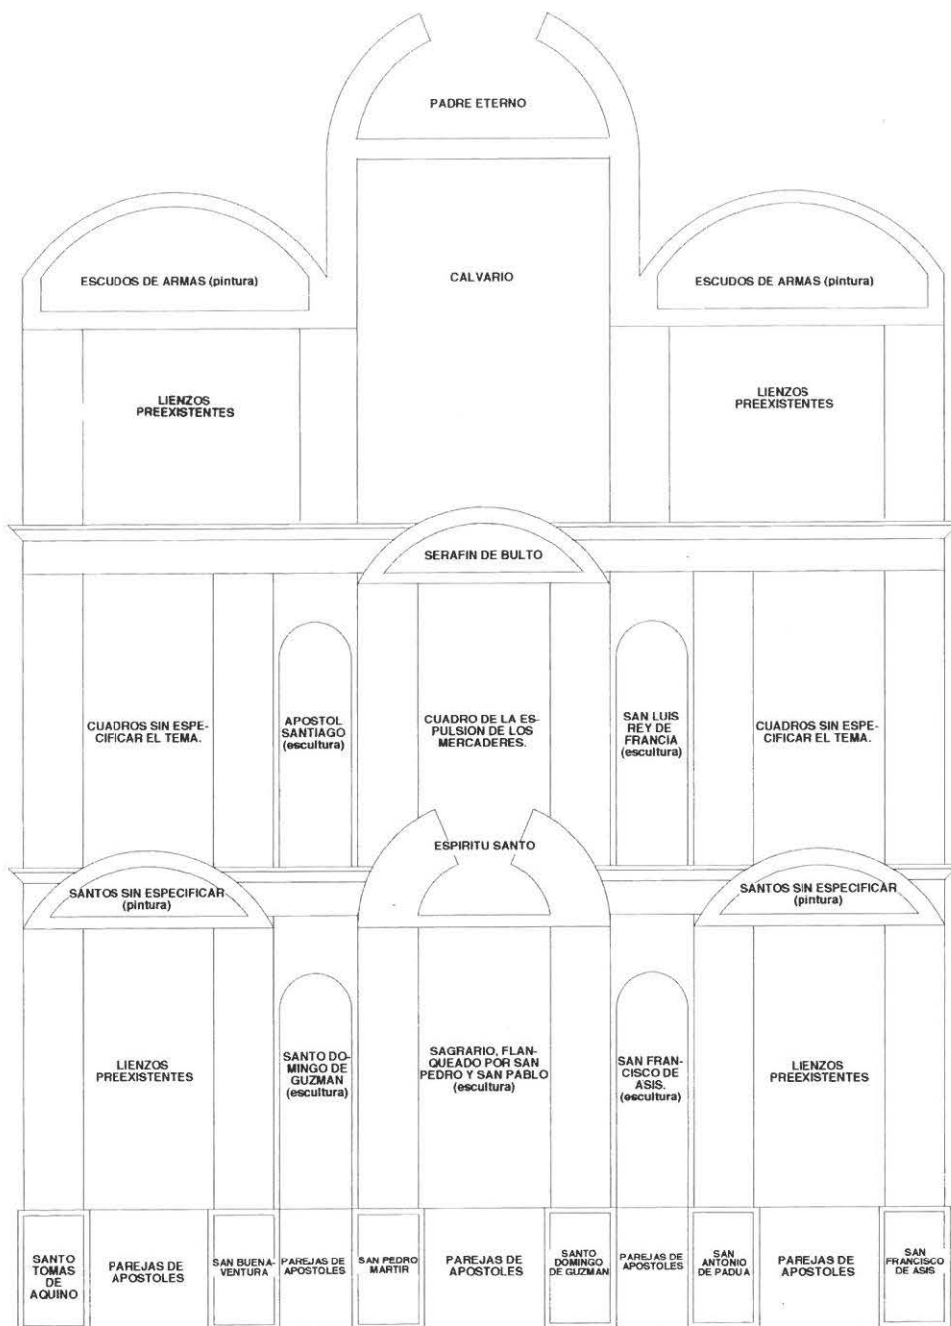 PADRE ETERNO
ESCUDOS DE ARMAS (pintura)
CALVARIO
ESCUDOS DE ARMAS (pintura)
LIENZOS
PREEXISTENTES
LIENZOS
PREEXISTENTES
SERAFIN DE BULTO
CUADROS SIN ESPE-
CIFICAR EL TEMA.
APOSTOL
SANTIAGO
(escultura)
CUADRO DE LA ES-
PULSION DE LOS
MERCADERES.
SAN LUIS
REY DE
FRANCIA
(escultura)
CUADROS SIN ESPE-
CIFICAR EL TEMA.
ESPIRITU SANTO
SANTOS SIN ESPECIFICAR
(pintura)
SANTOS SIN ESPECIFICAR
(pintura)
LIENZOS
PREEXISTENTES
SANTO DO-
MINGO DE
GUZMAN
(escultura)
SAGRARIO, FLAN-
QUEADO POR SAN
PEDRO Y SAN PABLO
(escultura)
SAN FRAN-
CISCO DE
ASIS.
(escultura)
LIENZOS
PREEXISTENTES
SANTO
TOMAS
DE
AQUINO
PAREJAS DE
APOSTOLES
SAN BUENA-
VENTURA
PAREJAS DE
APOSTOLES
SAN PEDRO
MARTIR
PAREJAS DE
APOSTOLES
SANTO
DOMINGO
DE GUZMAN
PAREJAS DE
APOSTOLES
SAN
ANTONIO
DE PADUA
PAREJAS DE
APOSTOLES
SAN
FRANCISCO
DE ASIS